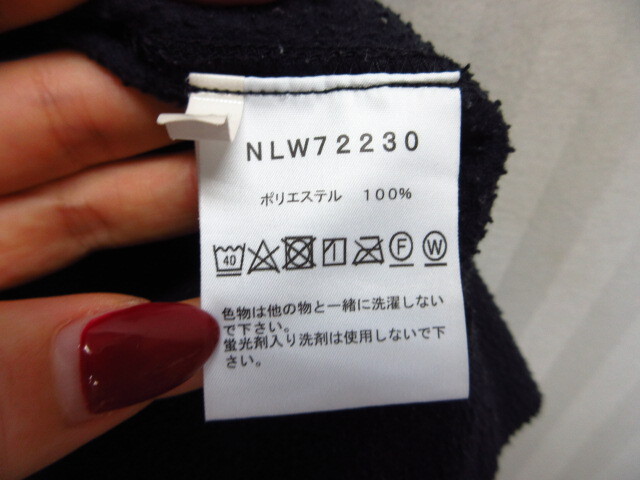 NLW72230
ポリエステル 100%
40 F W
色物は他の物と一緒に洗濯しない
で下さい。
蛍光剤入り洗剤は使用しないで下
さい。